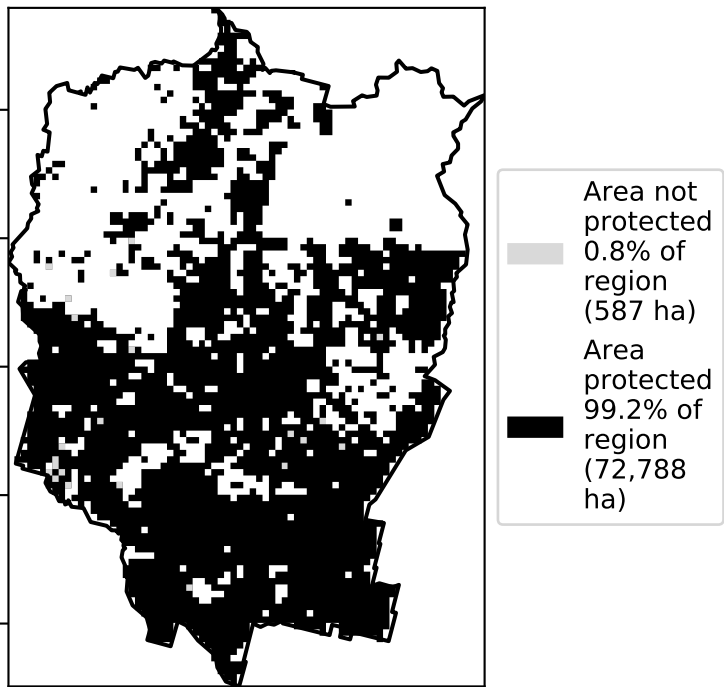 Area not
protected
0.8% of
region
(587 ha)
Area
protected
99.2% of
region
(72,788
ha)